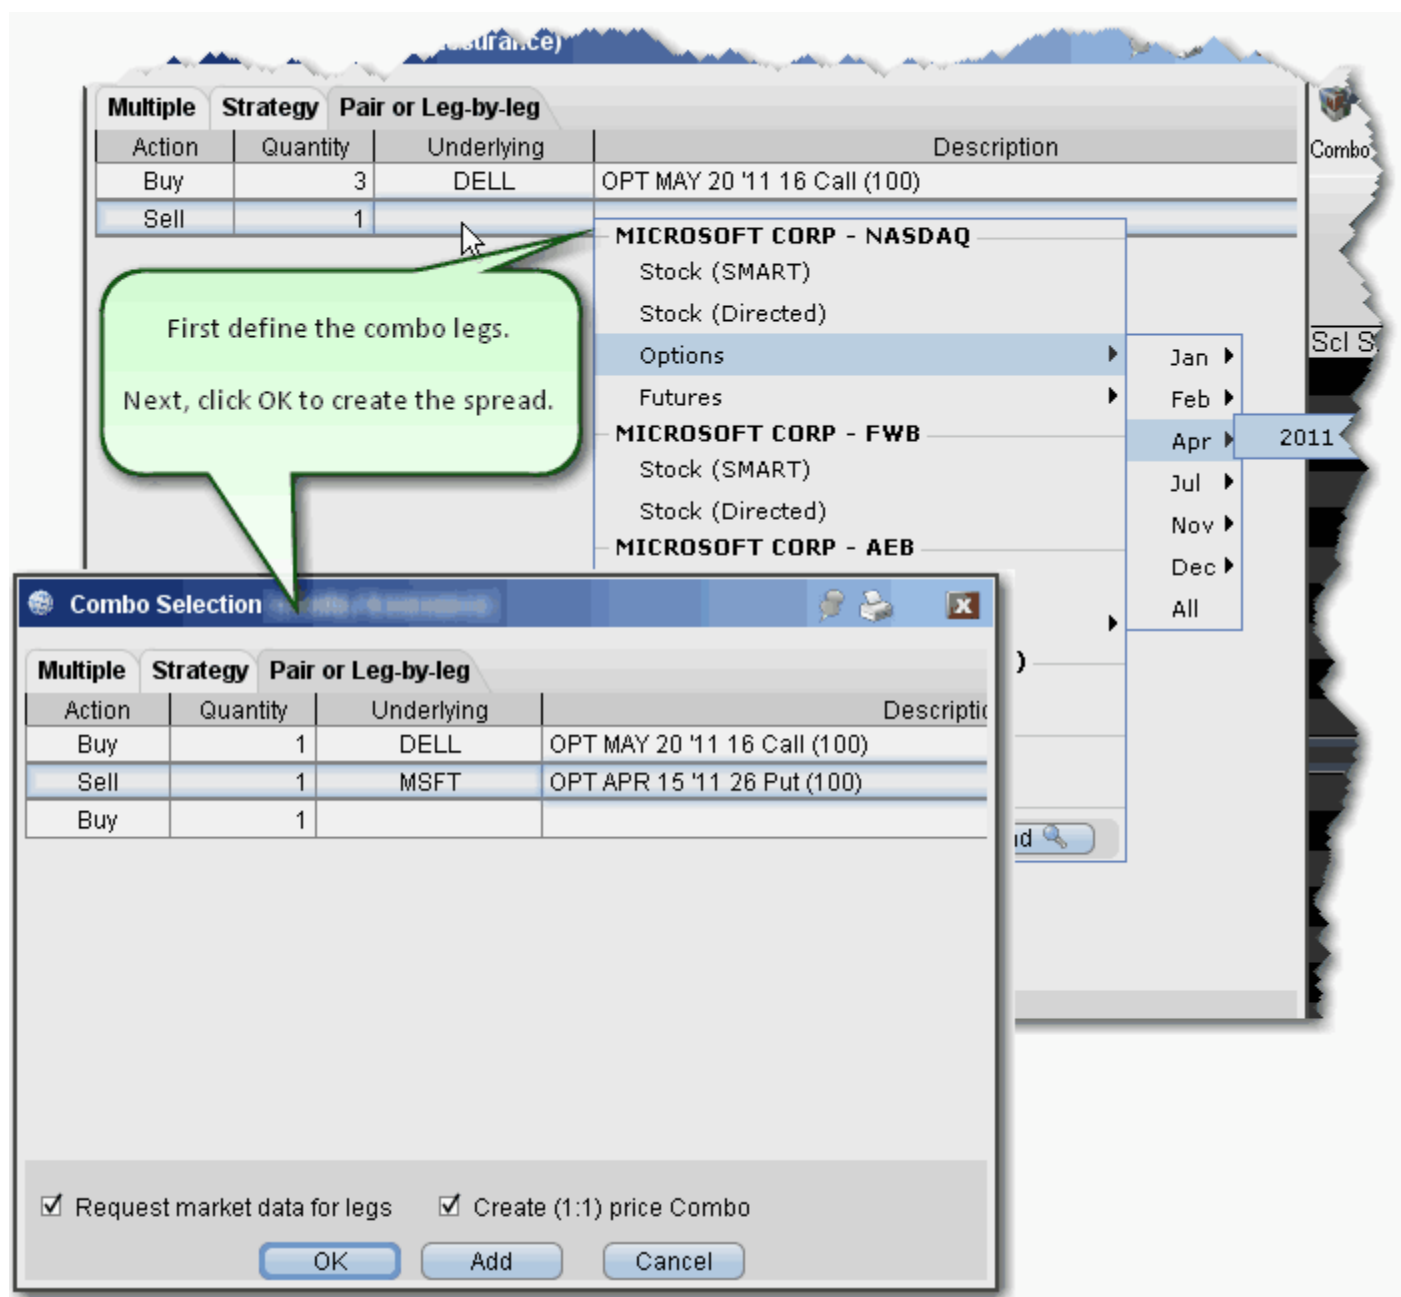 Multiple Strategy Pair or Leg-by-leg
Combo
Action Quantity Underlying Description
Buy 3 DELL OPT MAY 20 '11 16 Call (100)
Sell 1
MICROSOFT CORP - NASDAQ
Stock (SMART)
Stock (Directed)
Options
Futures
MICROSOFT CORP - FWB
Stock (SMART)
Stock (Directed)
MICROSOFT CORP - AEB
Jan
Feb
Apr
Jul
Nov
Dec
All
2011
Scl S
First define the combo legs.
Next, click OK to create the spread.
Combo Selection
Multiple Strategy Pair or Leg-by-leg
Action Quantity Underlying Descriptio
Buy 1 DELL OPT MAY 20 '11 16 Call (100)
Sell 1 MSFT OPT APR 15 '11 26 Put (100)
Buy 1
Request market data for legs Create (1:1) price Combo
OK Add Cancel